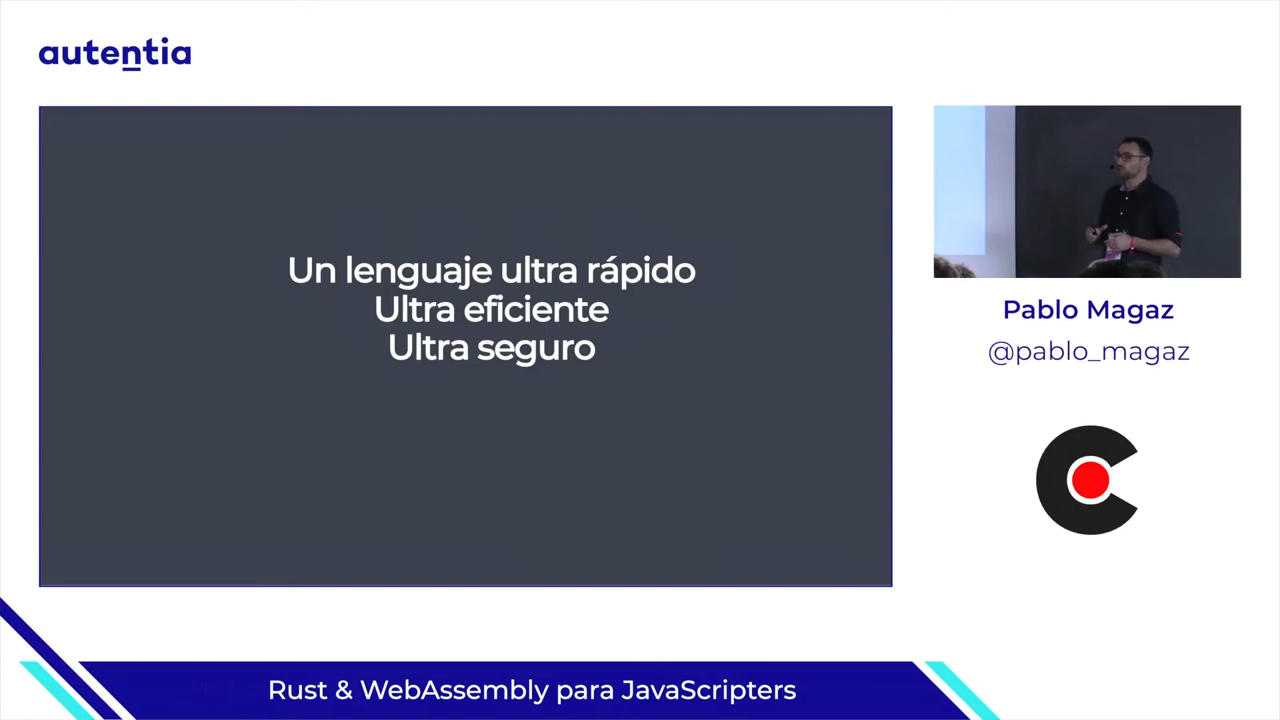 autentia
Un lenguaje ultra rápido
Ultra eficiente
Ultra seguro
Pablo Magaz
@pablo_magaz
Rust & WebAssembly para JavaScripters